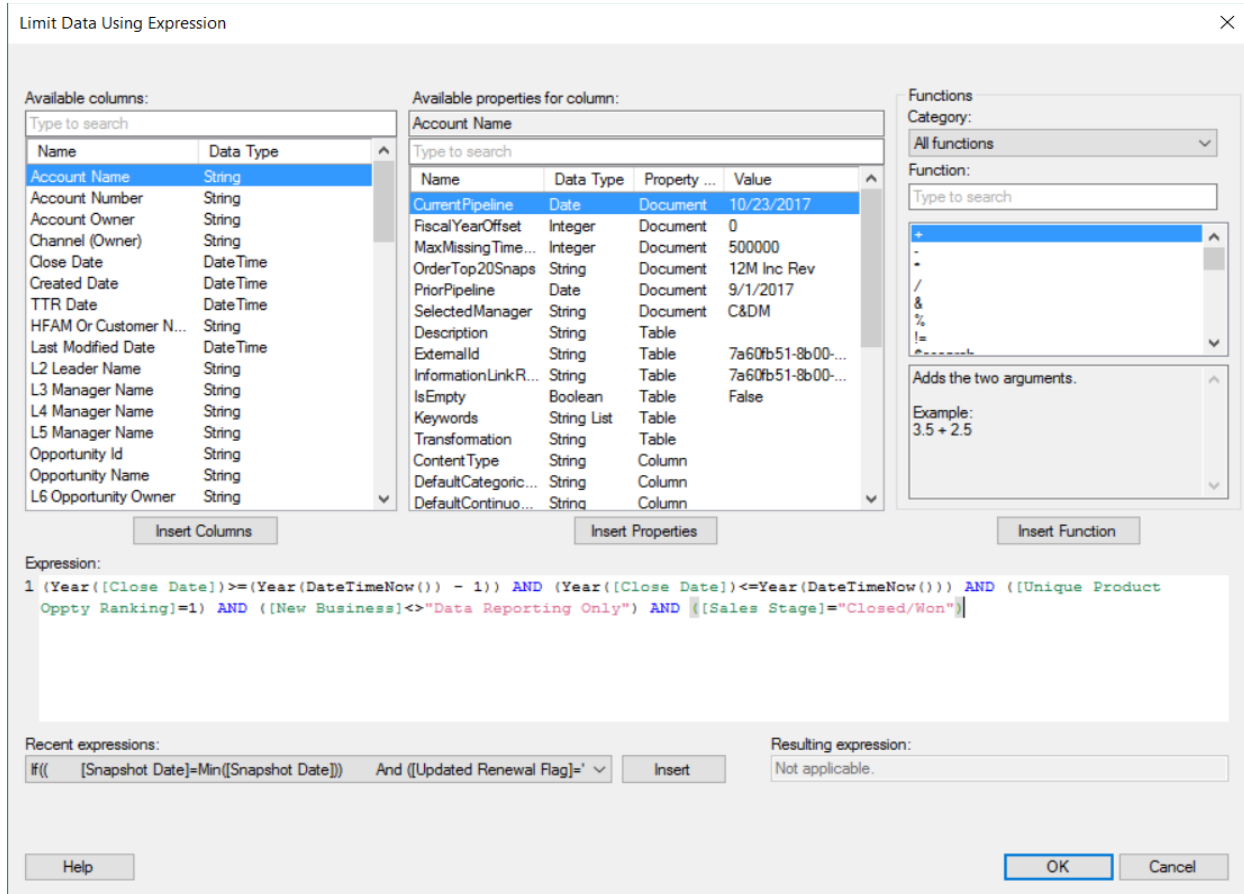 Limit Data Using Expression
Available columns:
Type to search
Name Data Type
Account Name String
Account Number String
Account Owner String
Channel (Owner) String
Close Date DateTime
Created Date DateTime
TTR Date DateTime
HFAM Or Customer N... String
Last Modified Date DateTime
L2 Leader Name String
L3 Manager Name String
L4 Manager Name String
L5 Manager Name String
Opportunity Id String
Opportunity Name String
L6 Opportunity Owner String
Insert Columns
Available properties for column:
Account Name
Type to search
Name Data Type Property ... Value
CurrentPipeline Date Document 10/23/2017
FiscalYearOffset Integer Document 0
MaxMissingTime... Integer Document 500000
OrderTop20Snaps String Document 12M Inc Rev
PriorPipeline Date Document 9/1/2017
SelectedManager String Document C&DM
Description String Table
ExternalId String Table 7a60fb51-8b00-...
InformationLinkR... String Table 7a60fb51-8b00-...
IsEmpty Boolean Table False
Keywords String List Table
Transformation String Table
ContentType String Column
DefaultCategoric... String Column
DefaultContinuo... String Column
Insert Properties
Functions
Category:
All functions
Function:
Type to search
+
-
*
/
&
%
!=
Adds the two arguments.
Example:
3.5 + 2.5
Insert Function
Expression:
1 (Year([Close Date])>=(Year(DateTimeNow()) - 1)) AND (Year([Close Date])<=Year(DateTimeNow())) AND ([Unique Product
Oppty Ranking]=1) AND ([New Business]<>"Data Reporting Only") AND ([Sales Stage]="Closed/Won")
Recent expressions:
If(( [Snapshot Date]=Min([Snapshot Date])) And ([Updated Renewal Flag]='
Insert
Resulting expression:
Not applicable.
Help
OK
Cancel